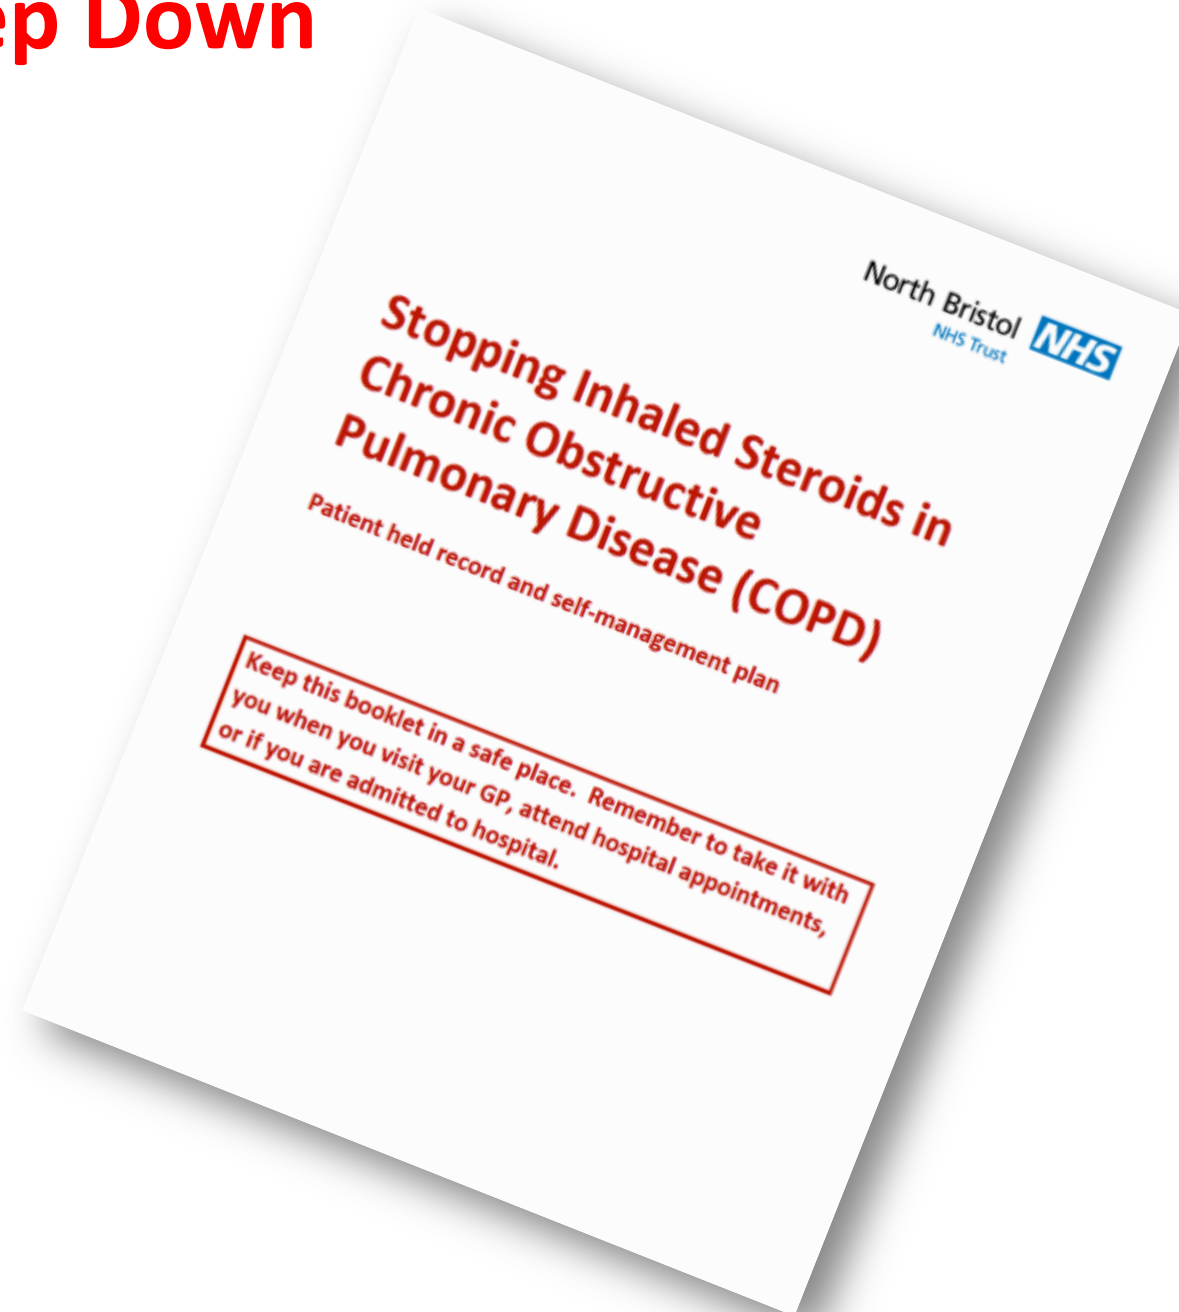 ep Down
North Bristol NHS
NHS Trust
Stopping Inhaled Steroids in
Chronic Obstructive
Pulmonary Disease (COPD)
Patient held record and self-management plan
Keep this booklet in a safe place.  Remember to take it with
you when you visit your GP, attend hospital appointments,
or if you are admitted to hospital.